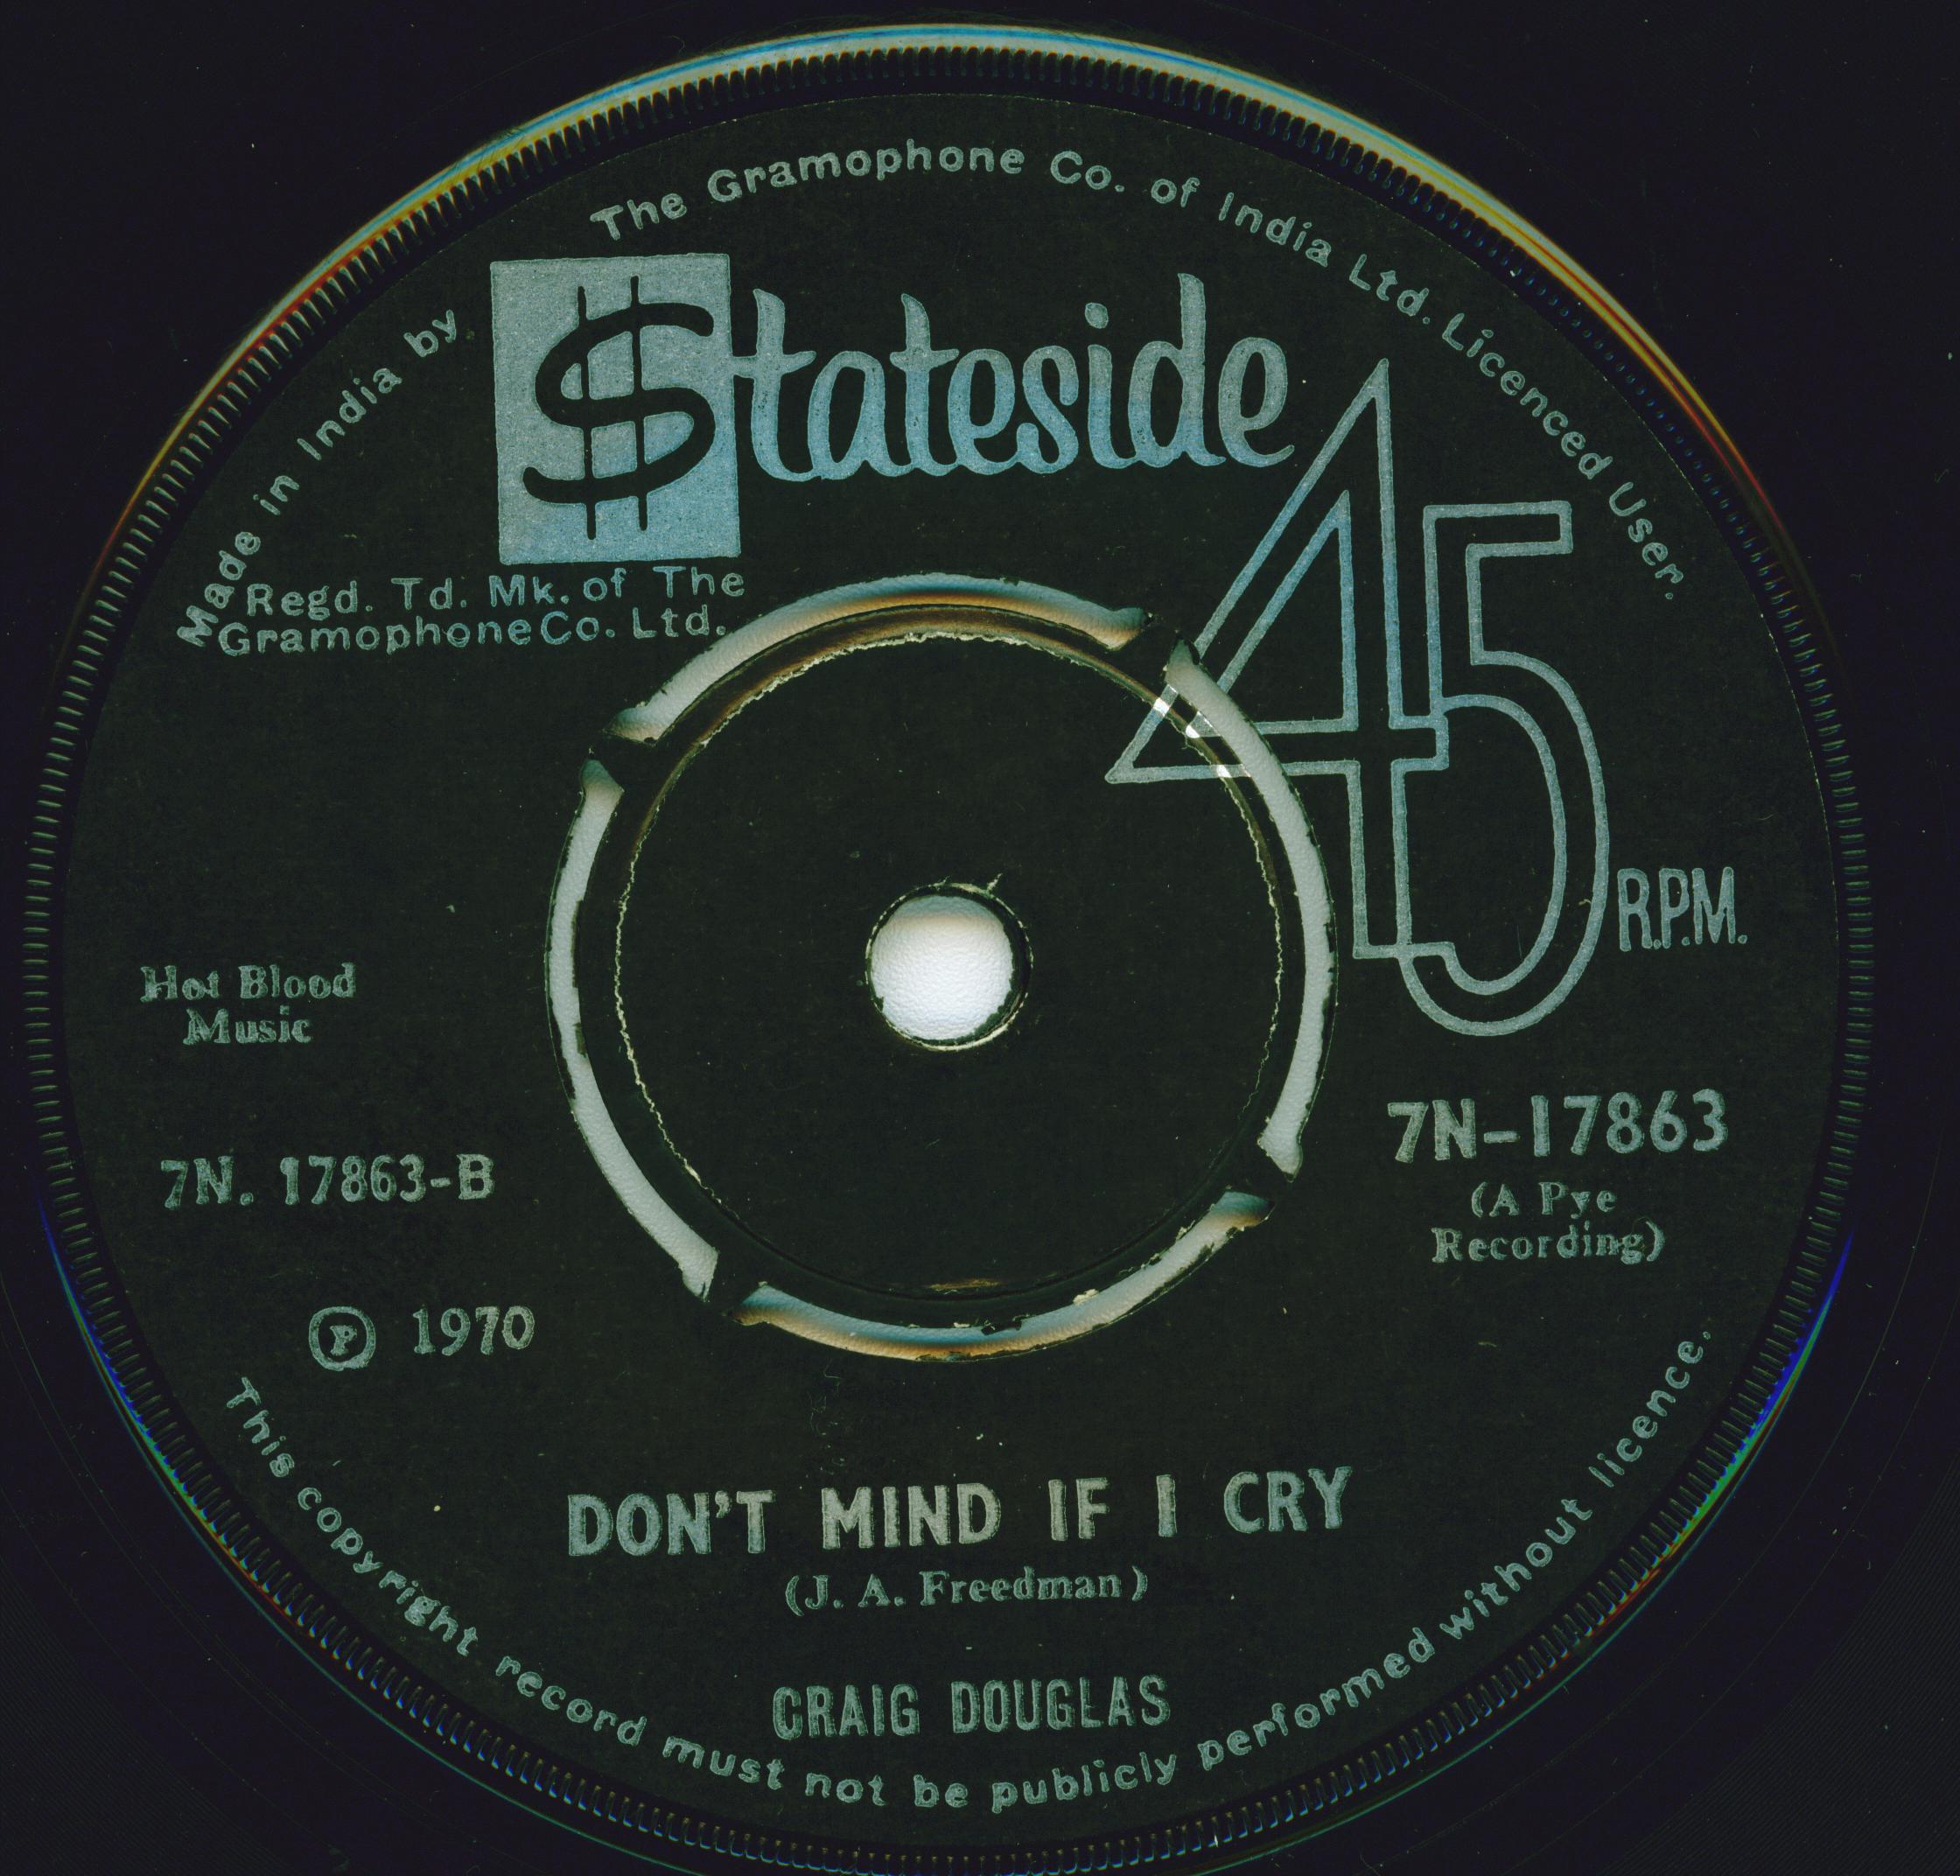 Made in India by The Gramophone Co. of India Ltd. Licenced User.
Stateside
45
R.P.M.
Regd. Td. Mk. of The
Gramophone Co. Ltd.
Hot Blood
Music
7N. 17863-B
Ⓟ 1970
7N-17863
(A Pye
Recording)
DON'T MIND IF I CRY
(J. A. Freedman)
CRAIG DOUGLAS
This copyright record must not be publicly performed without licence.